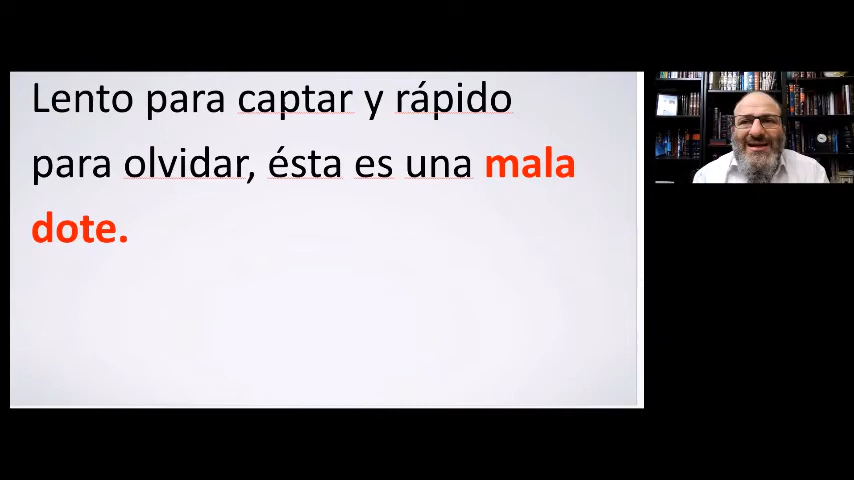 Lento para captar y rápido
para olvidar, ésta es una mala
dote.